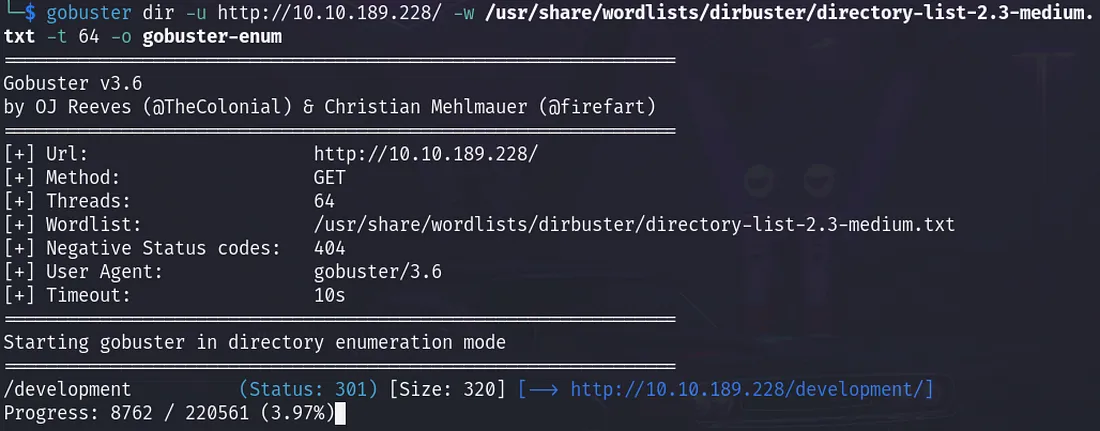 └─$ gobuster dir -u http://10.10.189.228/ -w /usr/share/wordlists/dirbuster/directory-list-2.3-medium.
txt -t 64 -o gobuster-enum
===============================================================
Gobuster v3.6
by OJ Reeves (@TheColonial) & Christian Mehlmauer (@firefart)
===============================================================
[+] Url:                     http://10.10.189.228/
[+] Method:                  GET
[+] Threads:                 64
[+] Wordlist:                /usr/share/wordlists/dirbuster/directory-list-2.3-medium.txt
[+] Negative Status codes:   404
[+] User Agent:              gobuster/3.6
[+] Timeout:                 10s
===============================================================
Starting gobuster in directory enumeration mode
===============================================================
/development          (Status: 301) [Size: 320] [--> http://10.10.189.228/development/]
Progress: 8762 / 220561 (3.97%)